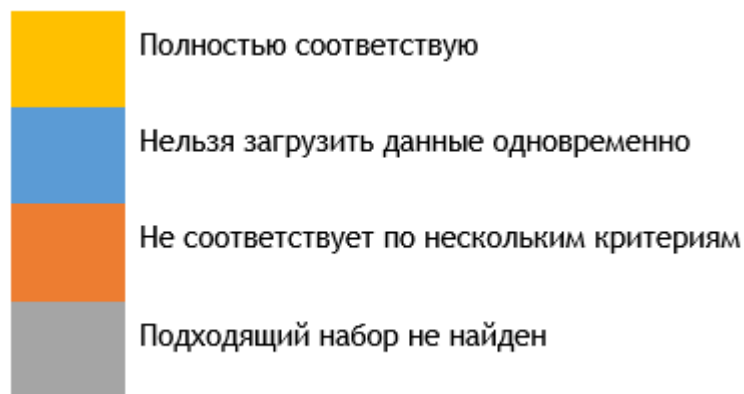 Полностью соответствую
Нельзя загрузить данные одновременно
Не соответствует по нескольким критериям
Подходящий набор не найден